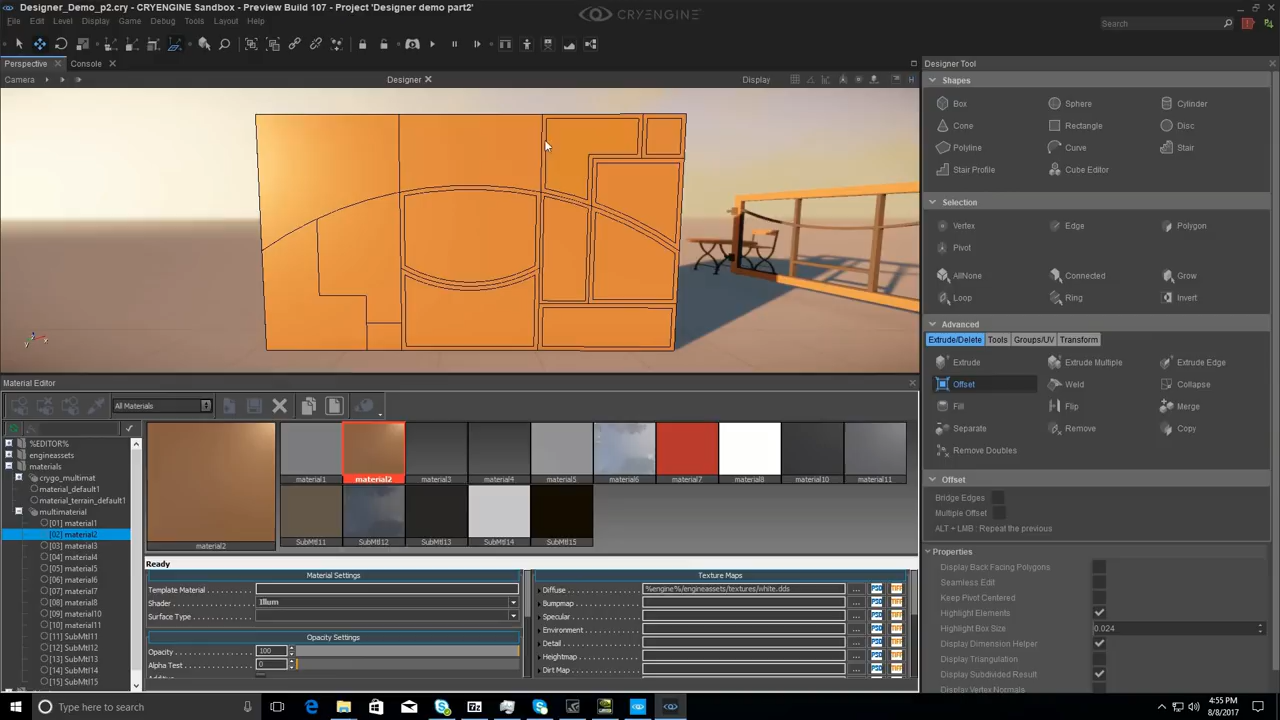 Designer_Demo_p2.cry - CRYENGINE Sandbox - Preview Build 107 - Project 'Designer demo part2'
CRYENGINE
File Edit Level Display Game Debug Tools Layout Help
Search
Perspective
Console
Camera
Designer
Display
Designer Tool
Shapes
Box Sphere Cylinder
Cone Rectangle Disc
Polyline Curve Stair
Stair Profile Cube Editor
Selection
Vertex Edge Polygon
Pivot
AllNone Connected Grow
Loop Ring Invert
Advanced
Extrude/Delete Tools Groups/UV Transform
Extrude Extrude Multiple Extrude Edge
Offset Weld Collapse
Fill Flip Merge
Separate Remove Copy
Remove Doubles
Offset
Bridge Edges
Multiple Offset
ALT + LMB : Repeat the previous
Properties
Display Back Facing Polygons
Seamless Edit
Keep Pivot Centered
Highlight Elements
Highlight Box Size 0.024
Display Dimension Helper
Display Triangulation
Display Subdivided Result
Display Vertex Normals
Material Editor
All Materials
%EDITOR%
engineassets
materials
crygo_multimat
material_default1
material_terrain_default1
multimaterial
[01] material1
[02] material2
[03] material3
[04] material4
[05] material5
[06] material6
[07] material7
[08] material8
[09] material10
[10] material11
[11] SubMtl11
[12] SubMtl12
[13] SubMtl13
[14] SubMtl14
[15] SubMtl15
material2
material1 material2 material3 material4 material5 material6 material7 material8 material10 material11
SubMtl11 SubMtl12 SubMtl13 SubMtl14 SubMtl15
Ready
Material Settings
Template Material
Shader Illum
Surface Type
Opacity Settings
Opacity 100
Alpha Test 0
Texture Maps
Diffuse %engine%/engineassets/textures/white.dds
Bumpmap
Specular
Environment
Detail
Heightmap
Dirt Map
Type here to search
4:55 PM
8/8/2017